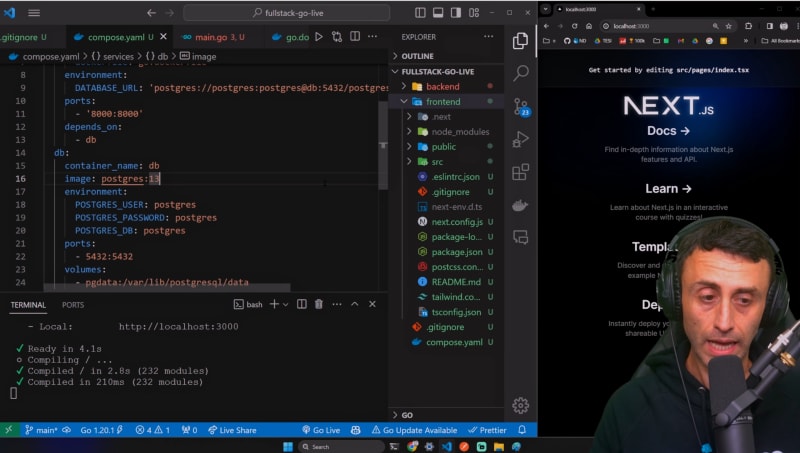 fullstack-go-live
.gitignore U
compose.yaml U
main.go 3, U
go.do
compose.yaml > {} services > {} db > image
8 environment:
9 DATABASE_URL: 'postgres://postgres:postgres@db:5432/postgres
10 ports:
11 - '8000:8000'
12 depends_on:
13 - db
14 db:
15 container_name: db
16 image: postgres:13
17 environment:
18 POSTGRES_USER: postgres
19 POSTGRES_PASSWORD: postgres
20 POSTGRES_DB: postgres
21 ports:
22 - 5432:5432
23 volumes:
24 - pgdata:/var/lib/postgresql/data
TERMINAL PORTS
bash
- Local: http://localhost:3000
✓ Ready in 4.1s
○ Compiling / ...
✓ Compiled / in 2.8s (232 modules)
✓ Compiled in 210ms (232 modules)
EXPLORER
OUTLINE
FULLSTACK-GO-LIVE
backend
frontend
.next
node_modules
public
src
.eslintrc.json U
.gitignore U
next-env.d.ts
next.config.js U
package-lo... U
package.json U
postcss.con... U
README.md U
tailwind.co... U
tsconfig.json U
.gitignore U
compose.yaml U
GO
23
main* Go 1.20.1 4 1 0 Live Share Go Live Go Update Available Prettier
Search
localhost:3000
localhost:3000
All Bookmarks
Get started by editing src/pages/index.tsx
NEXT.JS
Docs →
Find in-depth information about Next.js
features and API.
Learn →
Learn about Next.js in an interactive
course with quizzes!
Templa
Discover and
example N
Dep
Instantly deploy
shareable U